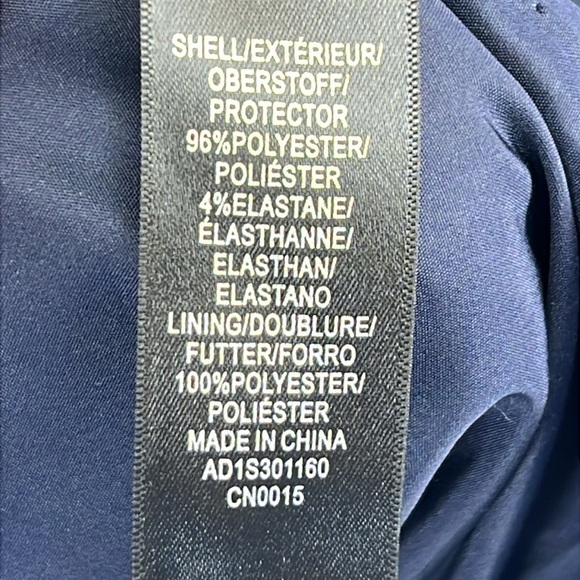 SHELL/EXTÉRIEUR/
OBERSTOFF/
PROTECTOR
96%POLYESTER/
POLIÉSTER
4%ELASTANE/
ÉLASTHANNE/
ELASTHAN/
ELASTANO
LINING/DOUBLURE/
FUTTER/FORRO
100%POLYESTER/
POLIÉSTER
MADE IN CHINA
AD1S301160
CN0015